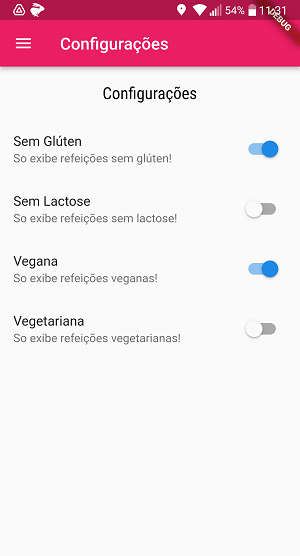 54% 11:31
DEBUG
Configurações
Configurações
Sem Glúten
So exibe refeições sem glúten!
Sem Lactose
So exibe refeições sem lactose!
Vegana
So exibe refeições veganas!
Vegetariana
So exibe refeições vegetarianas!